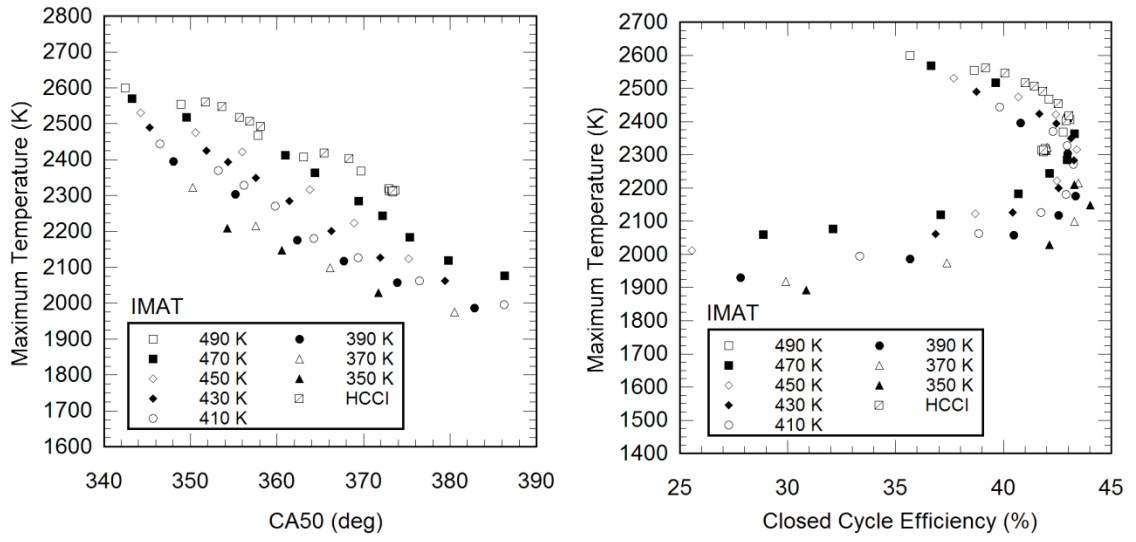 2800
2700
2600
2500
2400
2300
2200
2100
2000
1900
1800
1700
1600
Maximum Temperature (K)
IMAT
490 K
470 K
450 K
430 K
410 K
390 K
370 K
350 K
HCCI
340 350 360 370 380 390
CA50 (deg)
2800
2700
2600
2500
2400
2300
2200
2100
2000
1900
1800
1700
1600
1500
1400
Maximum Temperature (K)
IMAT
490 K
470 K
450 K
430 K
410 K
390 K
370 K
350 K
HCCI
25 30 35 40 45
Closed Cycle Efficiency (%)